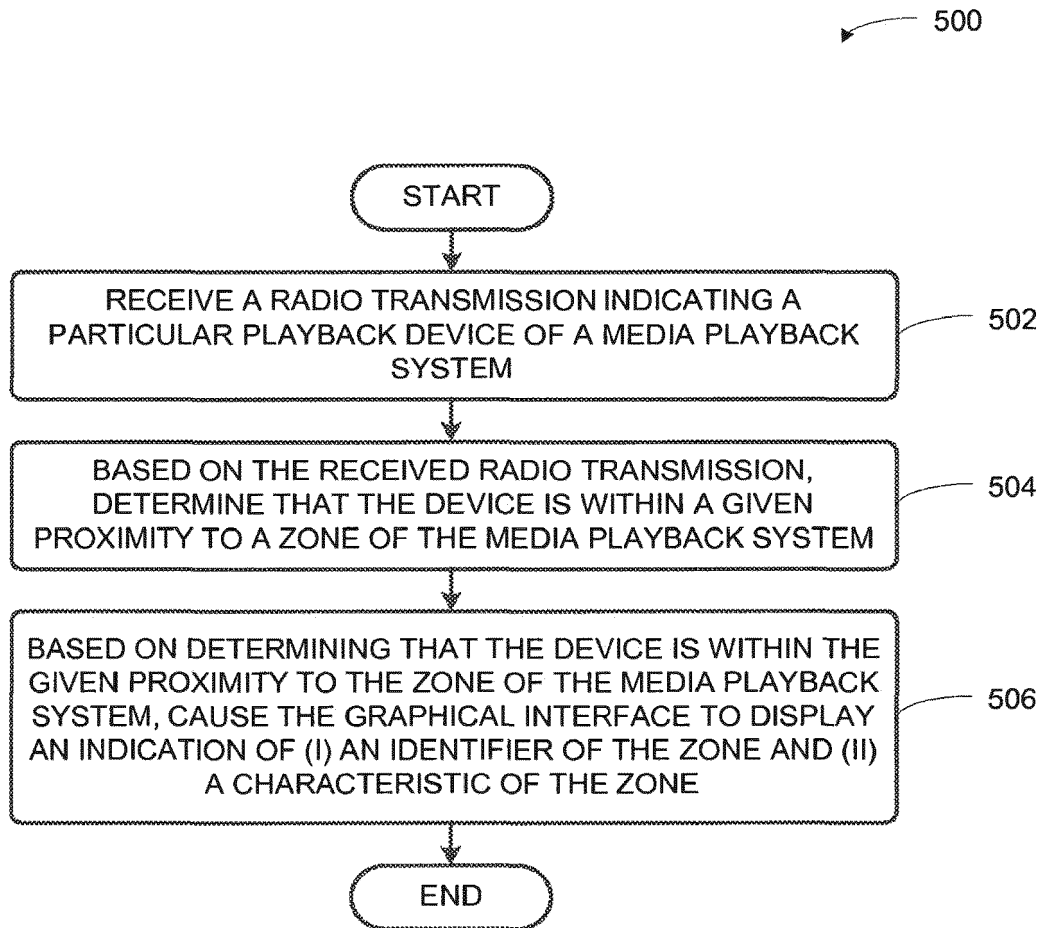 500
START
RECEIVE A RADIO TRANSMISSION INDICATING A
PARTICULAR PLAYBACK DEVICE OF A MEDIA PLAYBACK
SYSTEM
502
BASED ON THE RECEIVED RADIO TRANSMISSION,
DETERMINE THAT THE DEVICE IS WITHIN A GIVEN
PROXIMITY TO A ZONE OF THE MEDIA PLAYBACK SYSTEM
504
BASED ON DETERMINING THAT THE DEVICE IS WITHIN THE
GIVEN PROXIMITY TO THE ZONE OF THE MEDIA PLAYBACK
SYSTEM, CAUSE THE GRAPHICAL INTERFACE TO DISPLAY
AN INDICATION OF (I) AN IDENTIFIER OF THE ZONE AND (II)
A CHARACTERISTIC OF THE ZONE
506
END